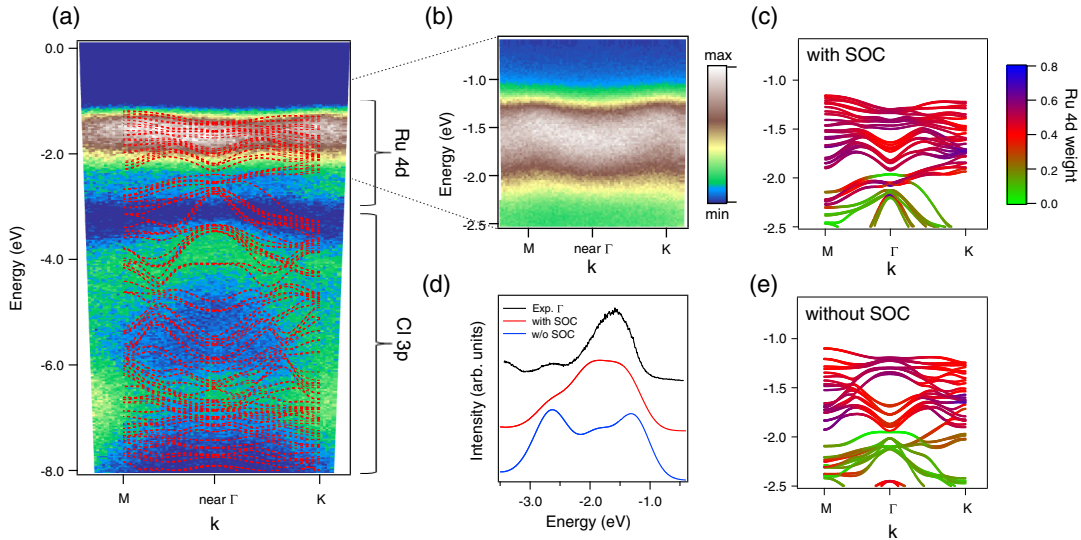 (a)
0.0
-2.0
-4.0
-6.0
-8.0
Energy (eV)
M
near Γ
K
k
Ru 4d
Cl 3p
(b)
-1.0
-1.5
-2.0
-2.5
Energy (eV)
M
near Γ
K
k
max
min
(c)
with SOC
-1.0
-1.5
-2.0
-2.5
M
Γ
K
k
0.8
0.6
0.4
0.2
0.0
Ru 4d weight
(d)
Exp. Γ
with SOC
w/o SOC
Intensity (arb. units)
-3.0
-2.0
-1.0
Energy (eV)
(e)
without SOC
-1.0
-1.5
-2.0
-2.5
M
Γ
K
k